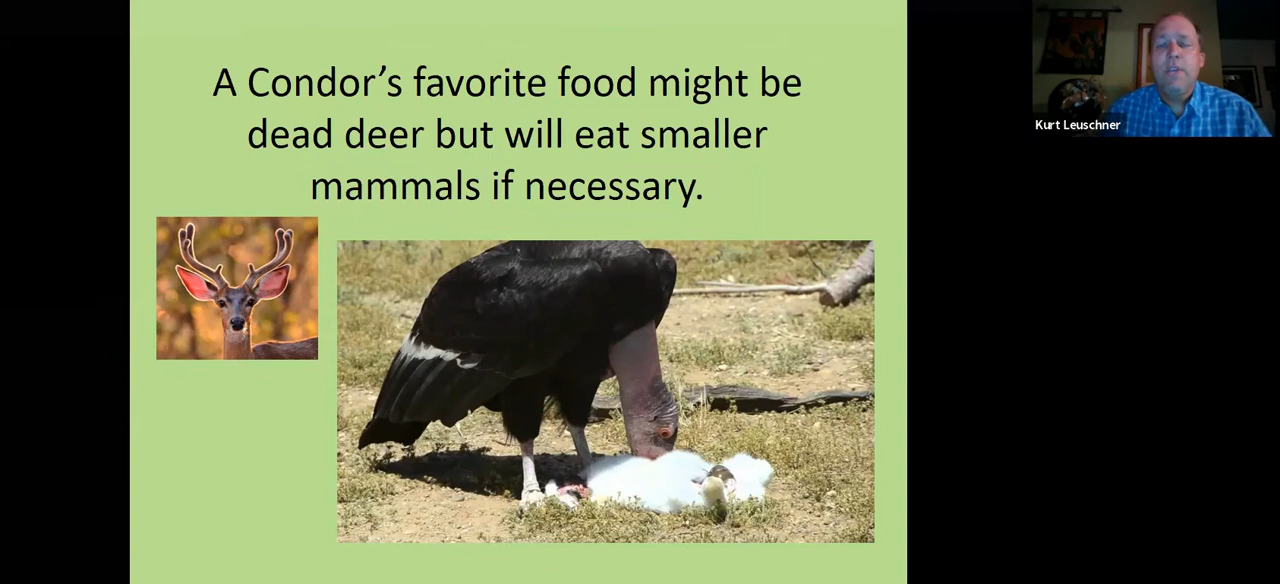 A Condor’s favorite food might be
dead deer but will eat smaller
mammals if necessary.
Kurt Leuschner